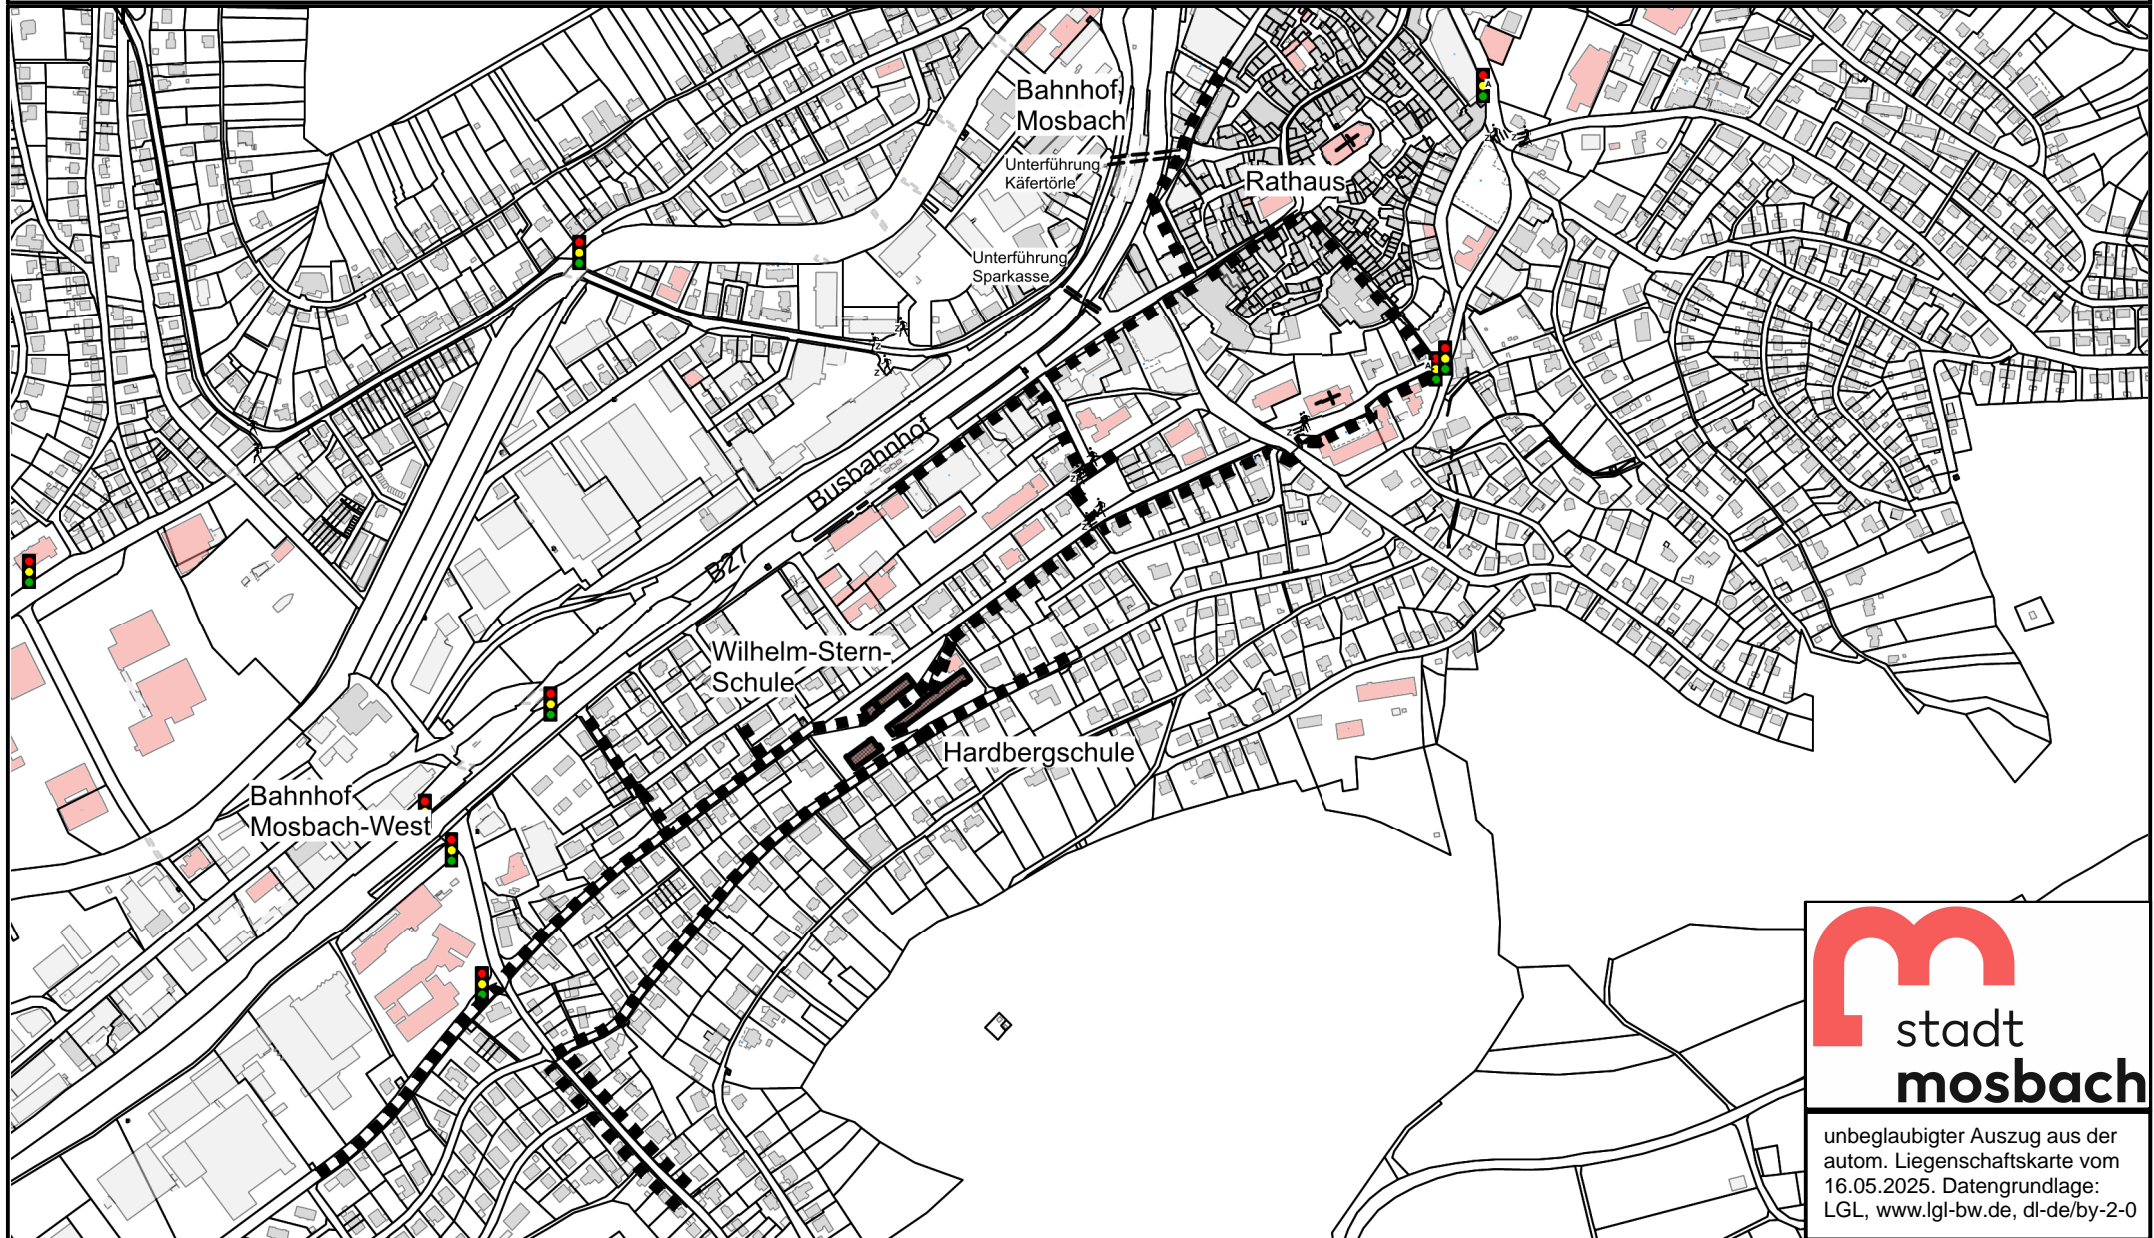 Bahnhof
Mosbach
Unterführung
Käfertörle
Rathaus
Unterführung
Sparkasse
Busbahnhof
B27
Wilhelm-Stern-
Schule
Hardbergschule
Bahnhof
Mosbach-West
stadt
mosbach
unbeglaubigter Auszug aus der
autom. Liegenschaftskarte vom
16.05.2025. Datengrundlage:
LGL, www.lgl-bw.de, dl-de/by-2-0